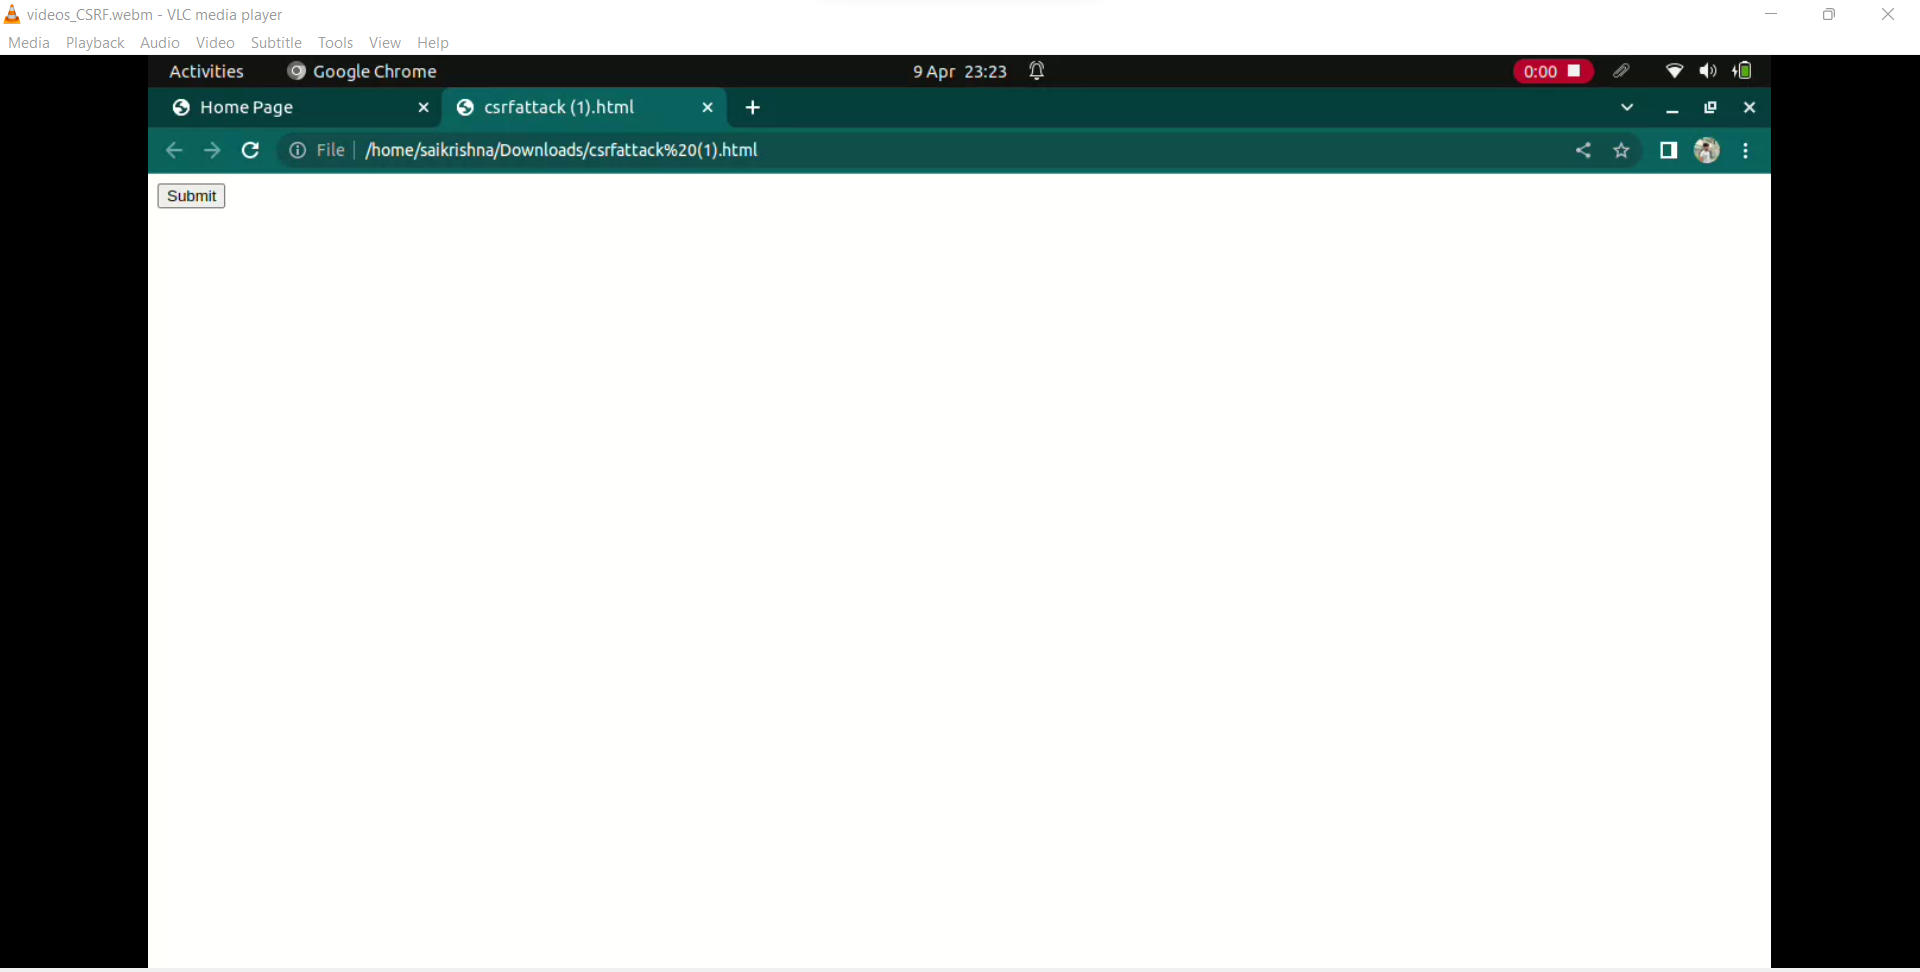 videos_CSRF.webm - VLC media player
Media Playback Audio Video Subtitle Tools View Help
Activities Google Chrome 9 Apr 23:23 0:00
Home Page csrfattack (1).html
File /home/saikrishna/Downloads/csrfattack%20(1).html
Submit